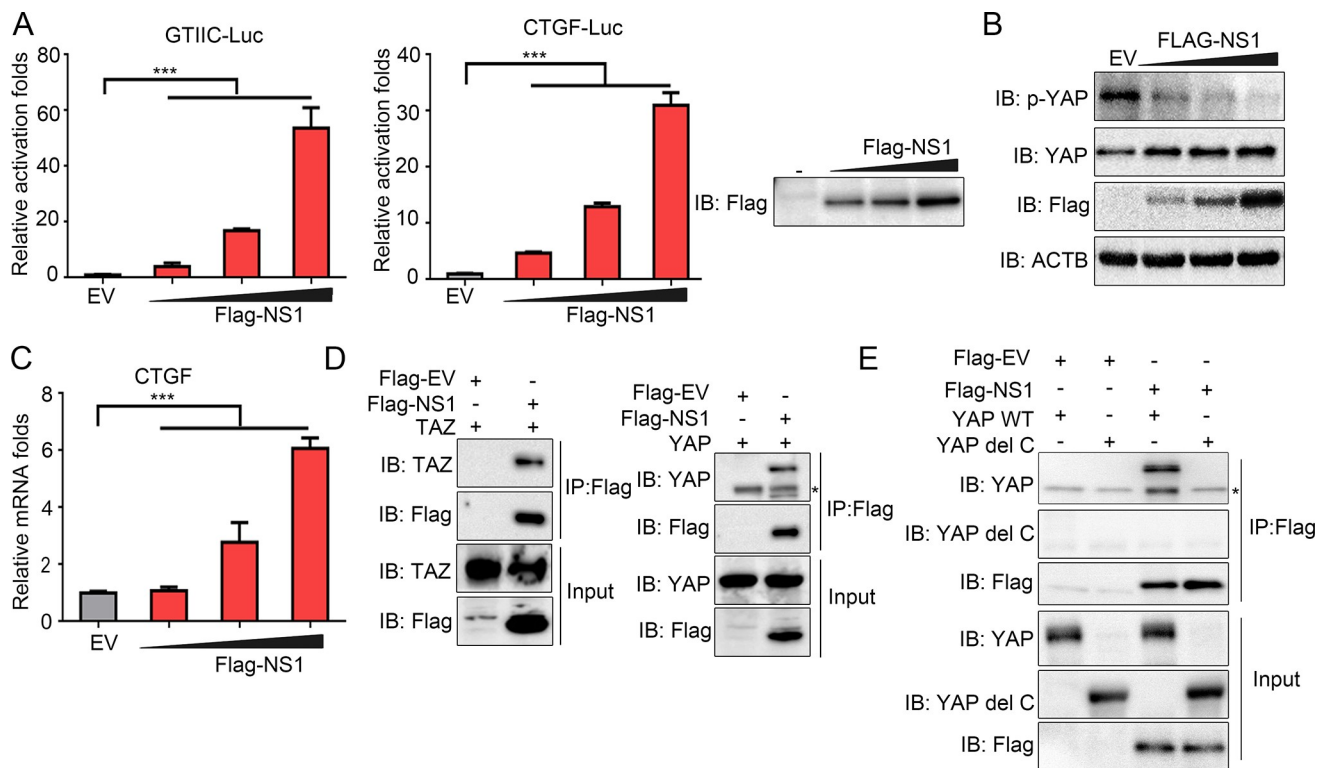 A
GTIIC-Luc
Relative activation folds
80
60
40
20
0
***
EV
Flag-NS1
CTGF-Luc
Relative activation folds
40
30
20
10
0
***
EV
Flag-NS1
Flag-NS1
-
IB: Flag
B
FLAG-NS1
EV
IB: p-YAP
IB: YAP
IB: Flag
IB: ACTB
C
CTGF
Relative mRNA folds
8
6
4
2
0
***
EV
Flag-NS1
D
Flag-EV + -
Flag-NS1 - +
TAZ + +
IB: TAZ
IB: Flag
IP:Flag
IB: TAZ
IB: Flag
Input
Flag-EV + -
Flag-NS1 - +
YAP + +
IB: YAP
*
IB: Flag
IP:Flag
IB: YAP
IB: Flag
Input
E
Flag-EV + + - -
Flag-NS1 - - + +
YAP WT + - + -
YAP del C - + - +
IB: YAP
*
IB: YAP del C
IB: Flag
IP:Flag
IB: YAP
IB: YAP del C
IB: Flag
Input